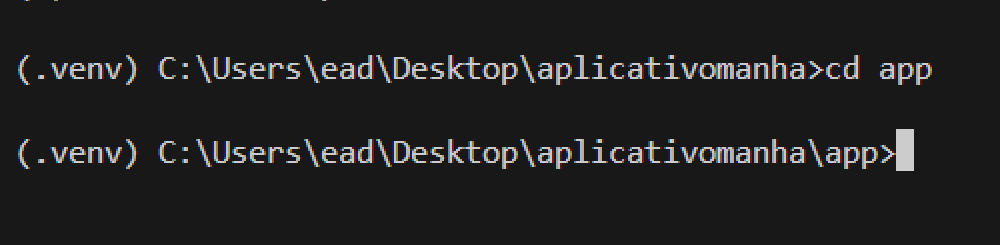 (.venv) C:\Users\ead\Desktop\aplicativomanha>cd app
(.venv) C:\Users\ead\Desktop\aplicativomanha\app>